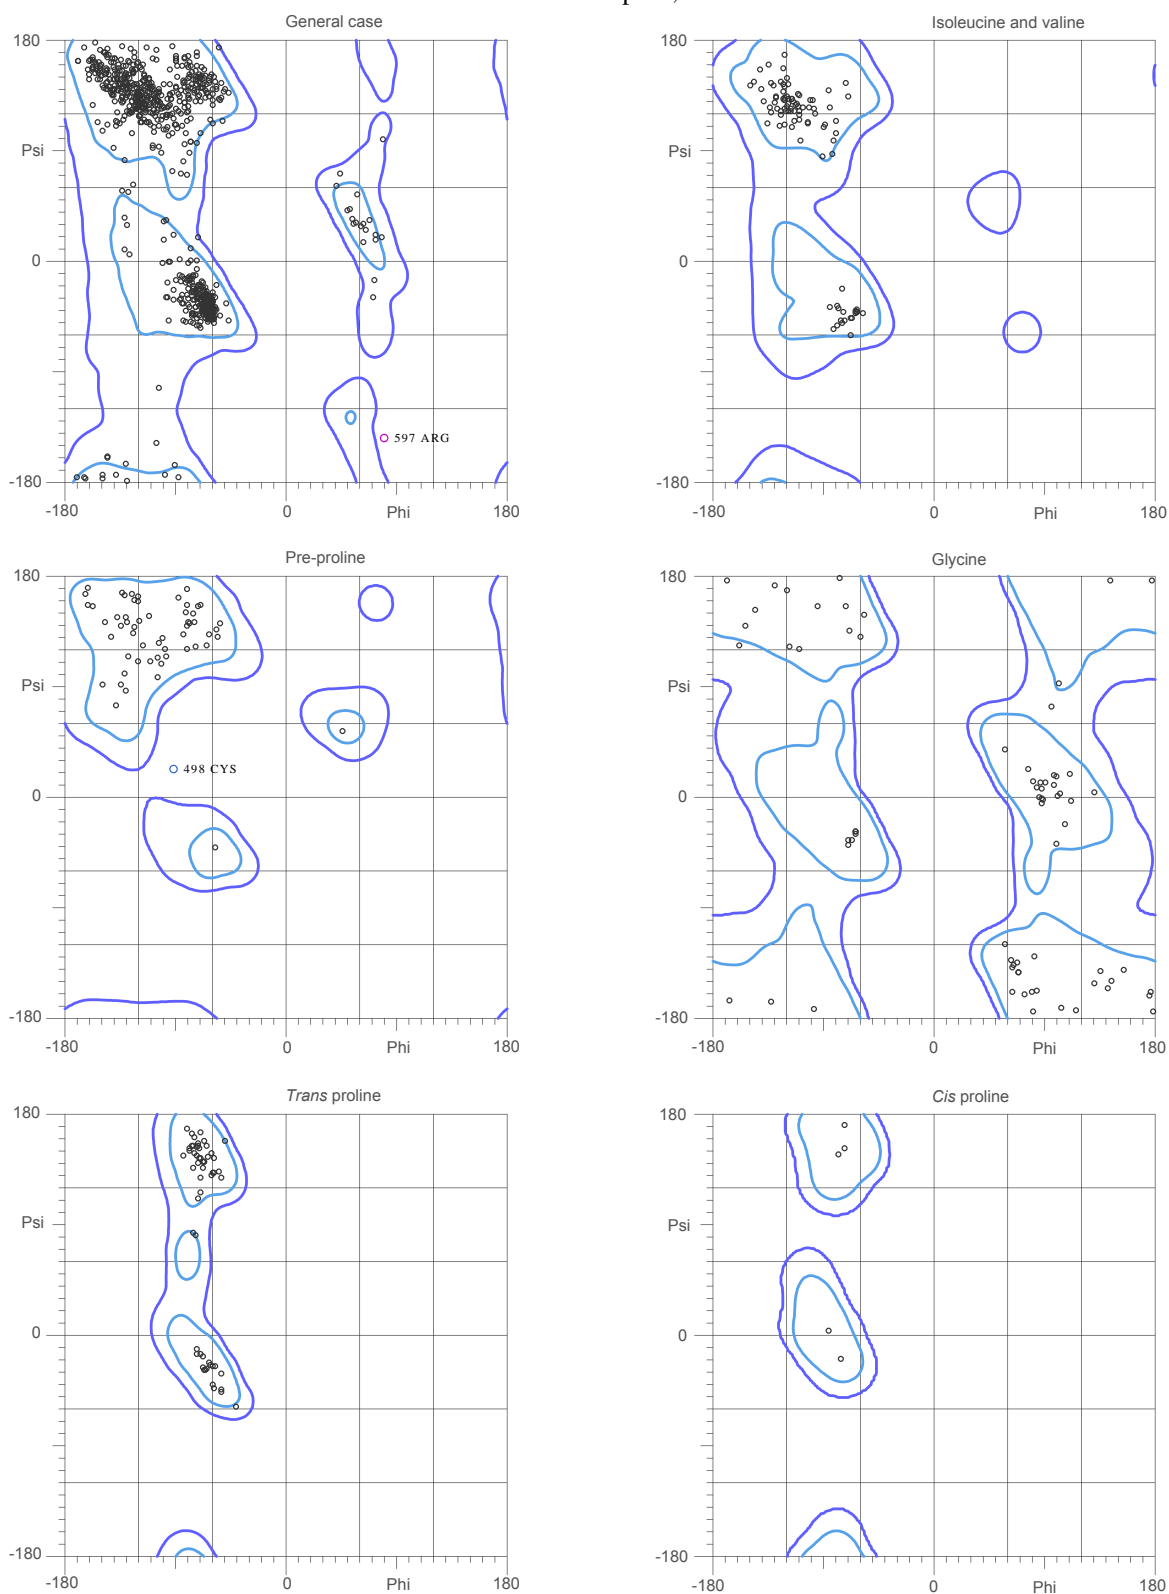 General case
Isoleucine and valine
180
180
Psi
Psi
0
0
597 ARG
-180
-180
-180
0
Phi
180
-180
0
Phi
180
Pre-proline
Glycine
180
180
Psi
Psi
498 CYS
0
0
-180
-180
-180
0
Phi
180
-180
0
Phi
180
Trans proline
Cis proline
180
180
Psi
Psi
0
0
-180
-180
-180
0
Phi
180
-180
0
Phi
180